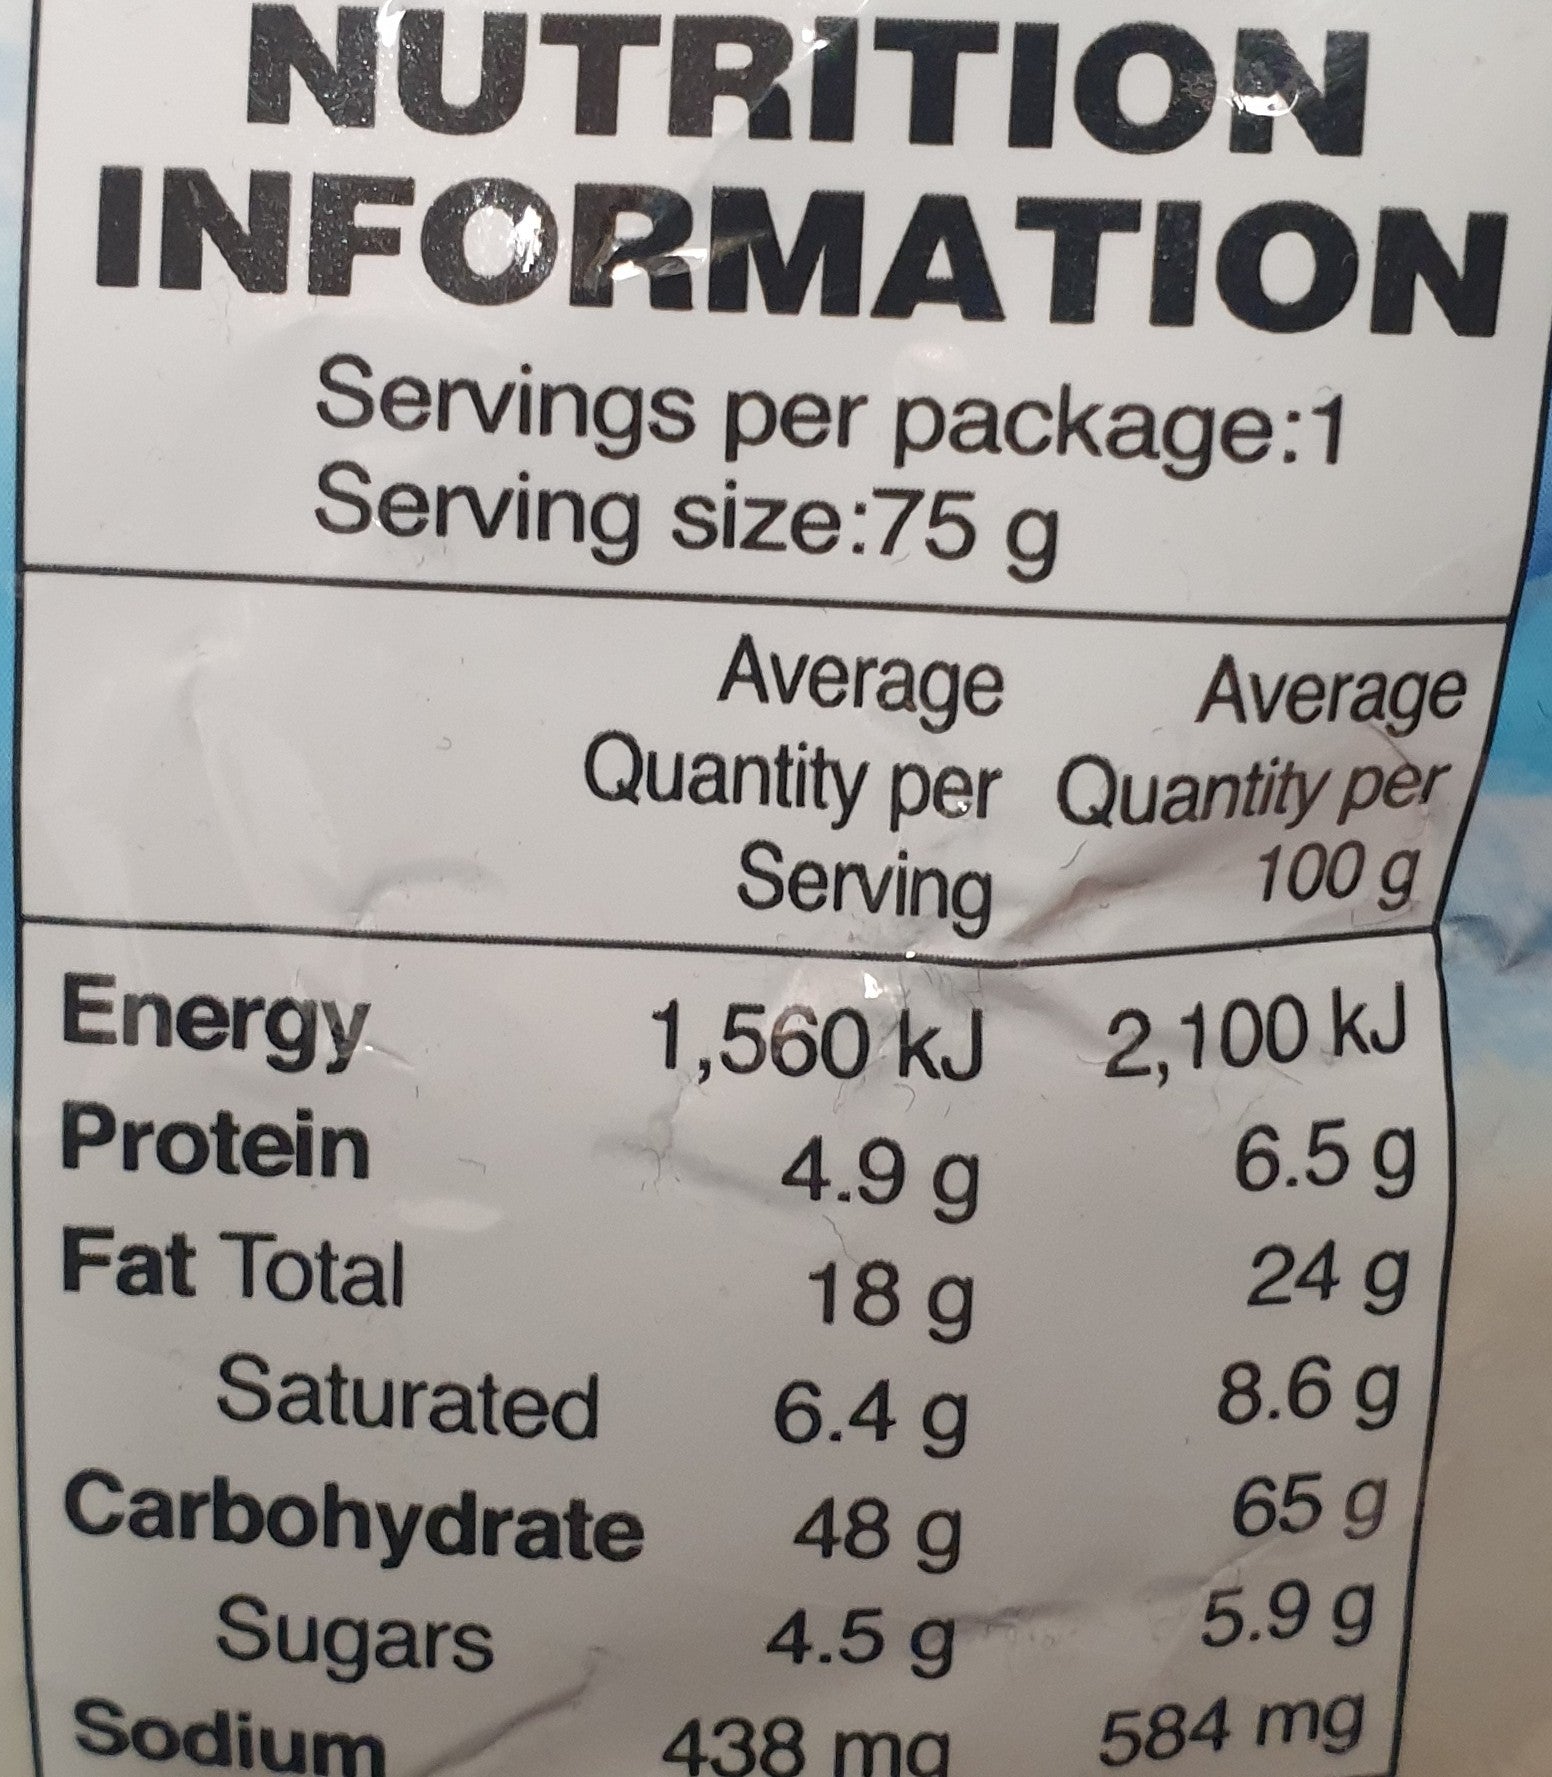 NUTRITION
INFORMATION
Servings per package:1
Serving size:75 g
Average Average
Quantity per Quantity per
Serving 100 g
Energy 1,560 kJ 2,100 kJ
Protein 4.9 g 6.5 g
Fat Total 18 g 24 g
Saturated 6.4 g 8.6 g
Carbohydrate 48 g 65 g
Sugars 4.5 g 5.9 g
Sodium 438 mg 584 mg